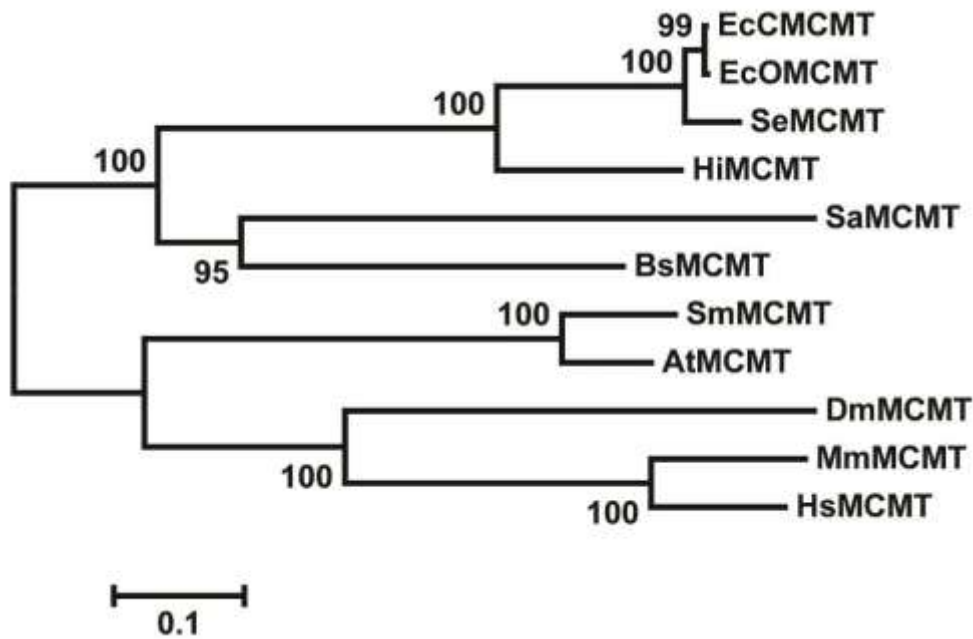 99 EcCMCMT
100 EcOMCMT
100 SeMCMT
100 HiMCMT
SaMCMT
95 BsMCMT
100 SmMCMT
AtMCMT
DmMCMT
100 MmMCMT
100 HsMCMT
0.1